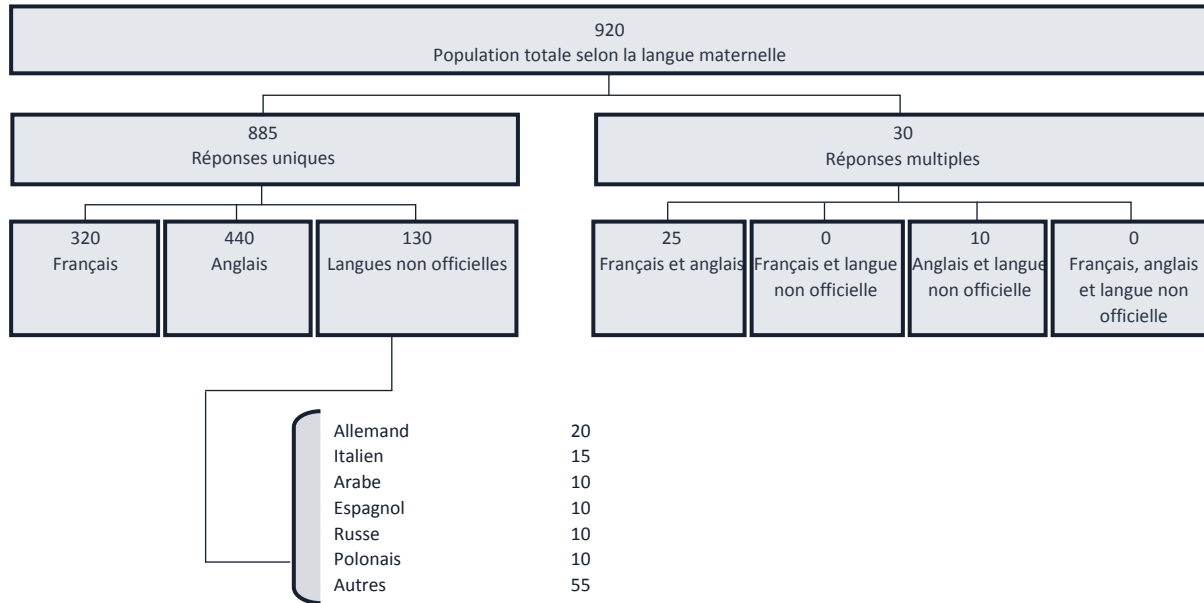 920
Population totale selon la langue maternelle
885
Réponses uniques
30
Réponses multiples
320
Français
440
Anglais
130
Langues non officielles
25
Français et anglais
0
Français et langue
non officielle
10
Anglais et langue
non officielle
0
Français, anglais
et langue non
officielle
Allemand 20
Italien 15
Arabe 10
Espagnol 10
Russe 10
Polonais 10
Autres 55